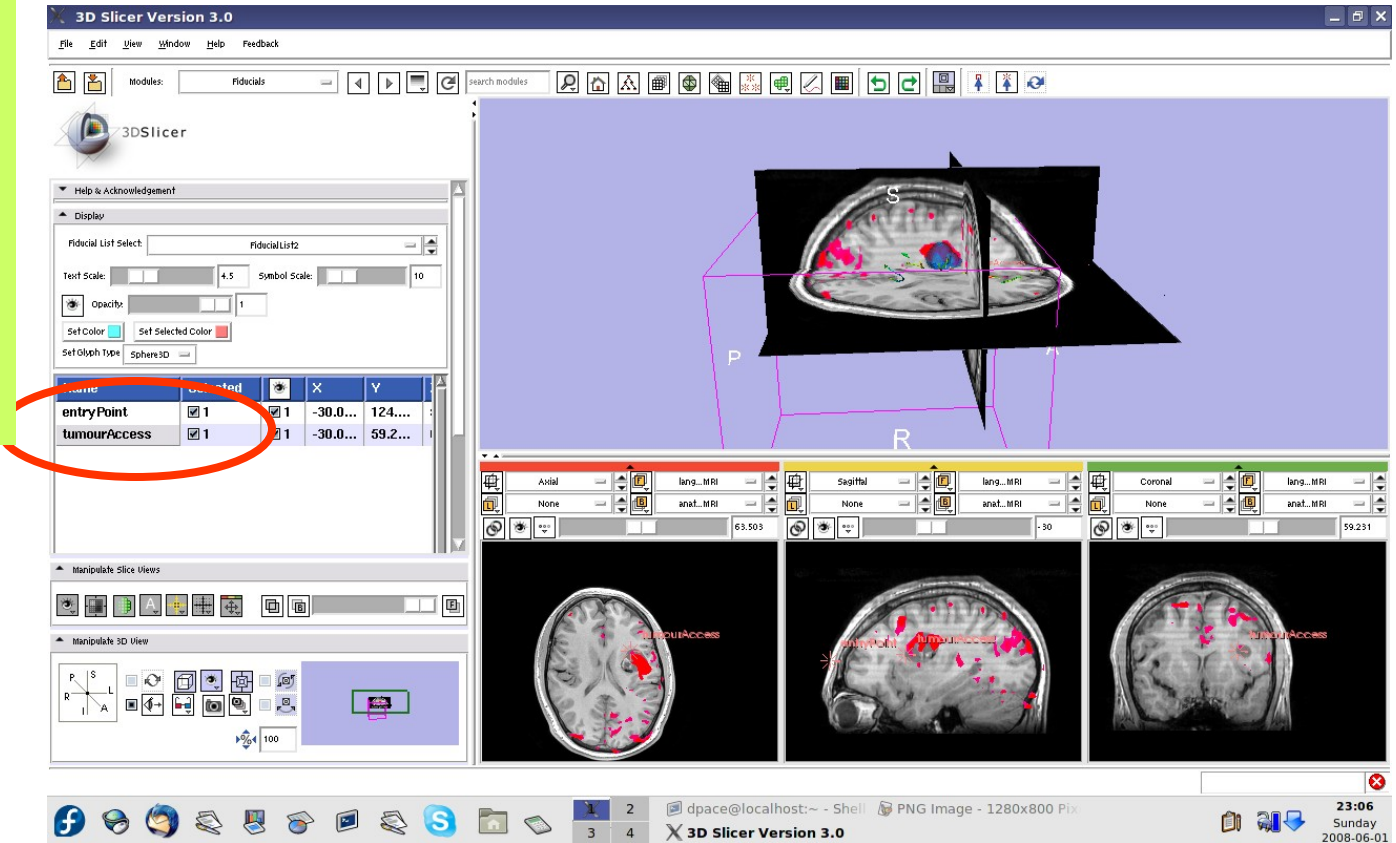 3D Slicer Version 3.0
File Edit View Window Help Feedback
Modules: Fiducials search modules
3DSlicer
Help & Acknowledgement
Display
Fiducial List Select: FiducialList2
Text Scale: 4.5 Symbol Scale: 10
Opacity: 1
Set Color Set Selected Color
Set Glyph Type Sphere3D
Name Selected X Y
entryPoint 1 1 -30.0... 124....
tumourAccess 1 1 -30.0... 59.2...
Manipulate Slice Views
Manipulate 3D View
P S
R L
I A
100
S
P A
R
Axial lang...MRI
None anat...MRI
63.503
tumourAccess
Sagittal lang...MRI
None anat...MRI
-30
entryPoint tumourAccess
Coronal lang...MRI
None anat...MRI
59.231
tumourAccess
1 2
3 4
dpace@localhost:~ - Shell PNG Image - 1280x800 Pix
3D Slicer Version 3.0
23:06
Sunday
2008-06-01